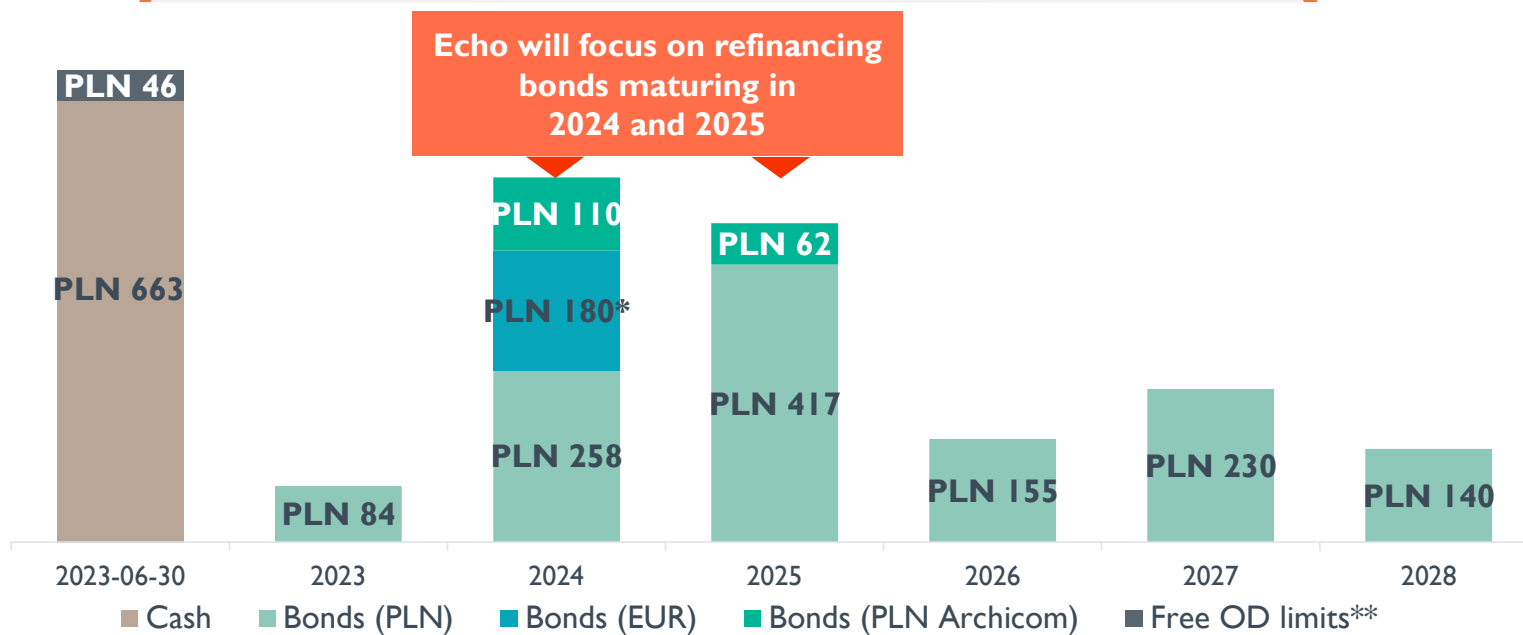 Echo will focus on refinancing
bonds maturing in
2024 and 2025
PLN 46
PLN 663
PLN 84
PLN 110
PLN 180*
PLN 258
PLN 62
PLN 417
PLN 155
PLN 230
PLN 140
2023-06-30
2023
2024
2025
2026
2027
2028
Cash
Bonds (PLN)
Bonds (EUR)
Bonds (PLN Archicom)
Free OD limits**